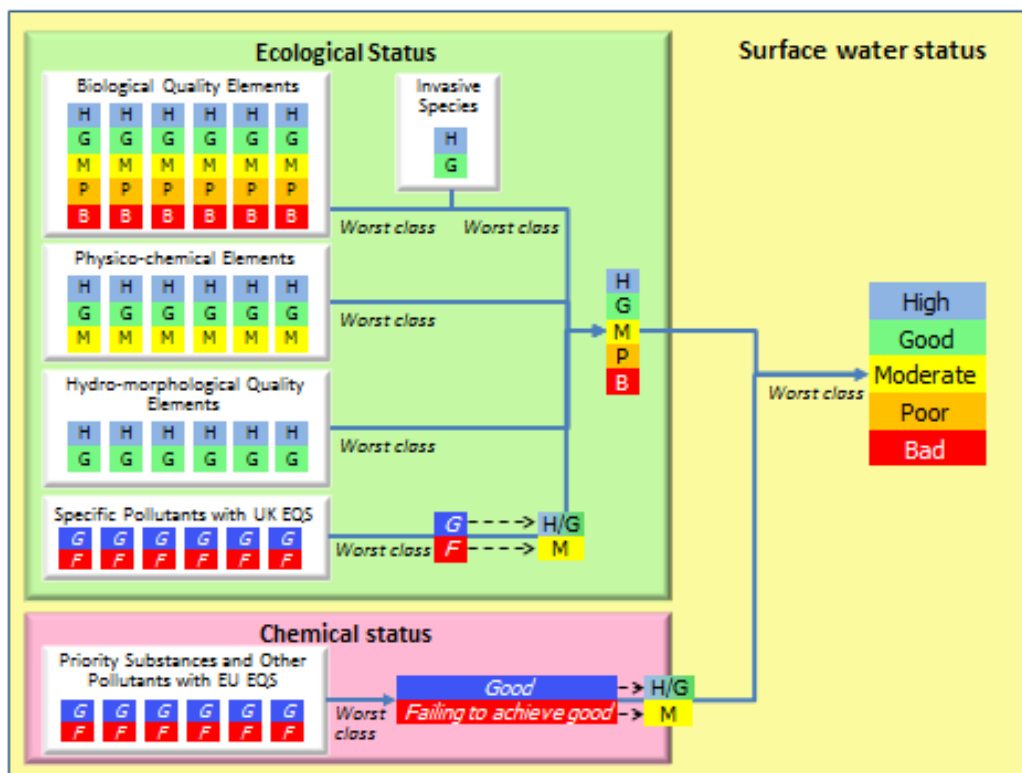 Ecological Status
Surface water status
Biological Quality Elements
H H H H H H
G G G G G G
M M M M M M
P P P P P P
B B B B B B
Invasive
Species
H
G
Worst class
Worst class
Physico-chemical Elements
H H H H H H
G G G G G G
M M M M M M
Worst class
H
G
M
P
B
High
Good
Moderate
Poor
Bad
Worst class
Hydro-morphological Quality
Elements
H H H H H H
G G G G G G
Worst class
Specific Pollutants with UK EQS
G G G G G G
F F F F F F
Worst class
G H/G
F M
Chemical status
Priority Substances and Other
Pollutants with EU EQS
G G G G G G
F F F F F F
Worst
class
Good H/G
Failing to achieve good M